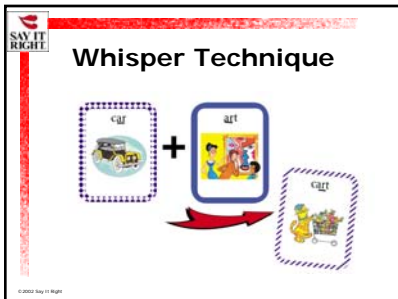 SAY IT
RIGHT
Whisper Technique
car
+
art
cart
©2002 Say It Right